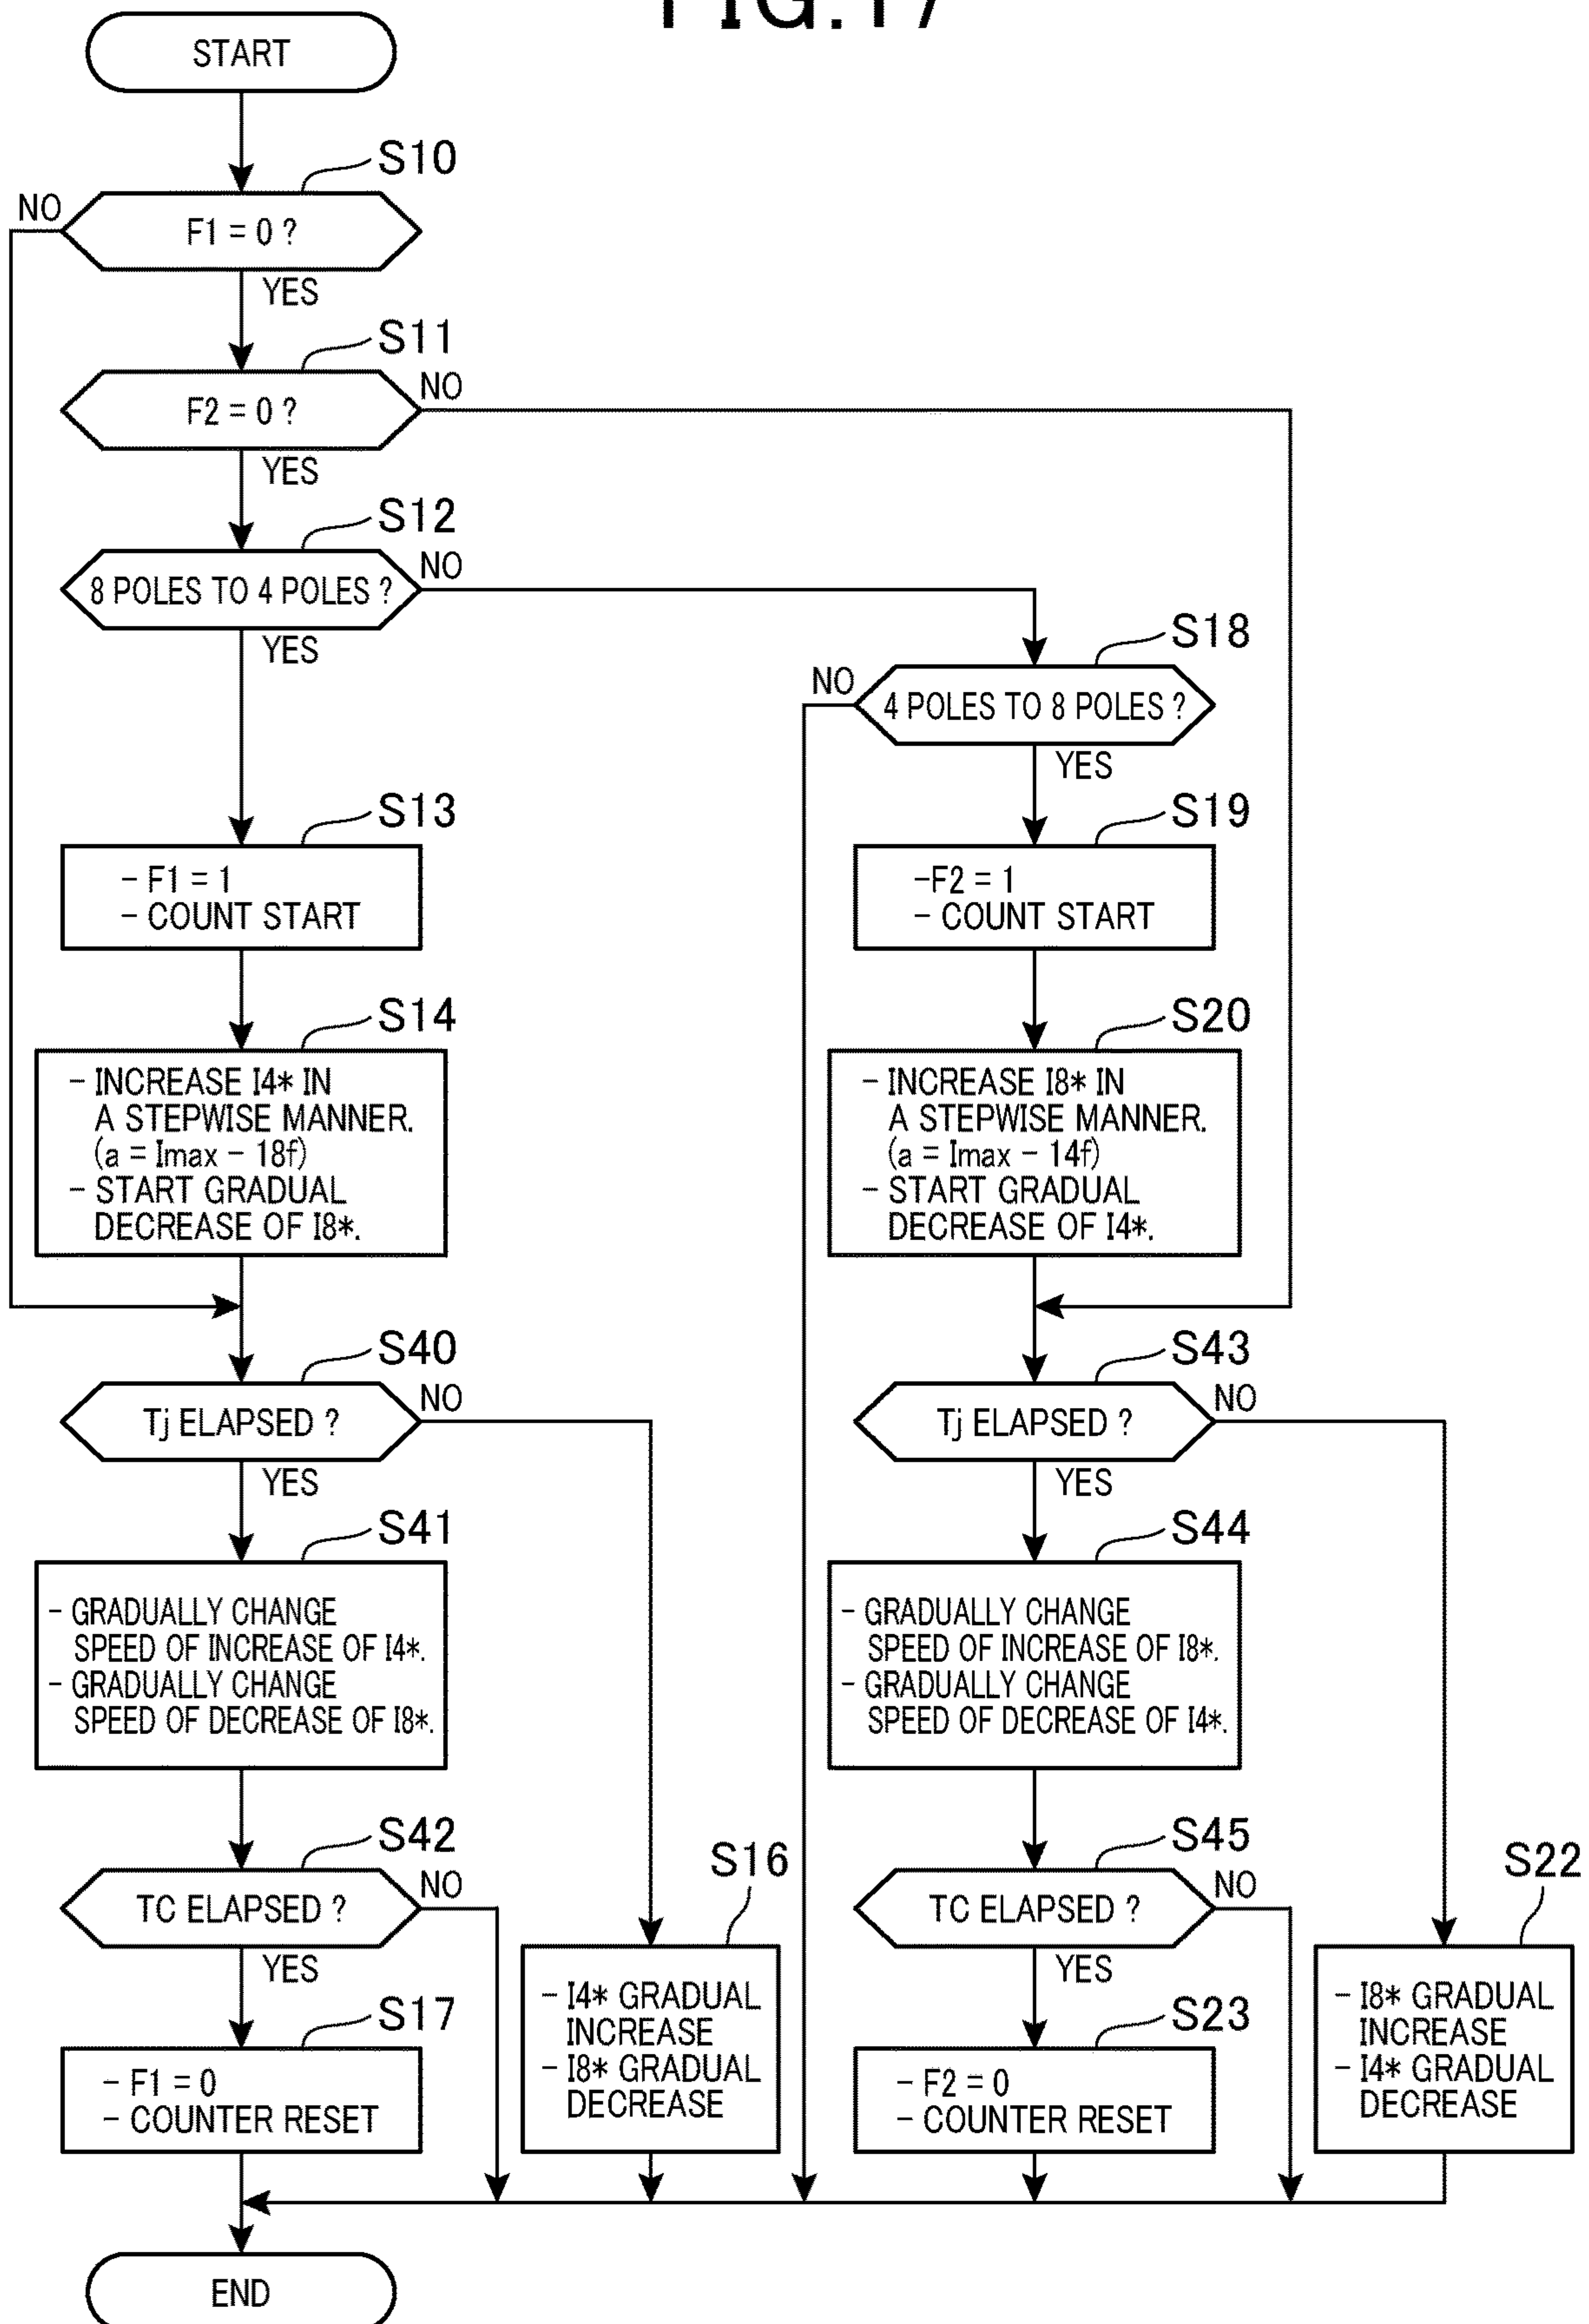 FIG.17
START
S10
NO
F1 = 0 ?
YES
S11
NO
F2 = 0 ?
YES
S12
NO
8 POLES TO 4 POLES ?
YES
S18
NO
4 POLES TO 8 POLES ?
YES
S13
- F1 = 1
- COUNT START
S19
-F2 = 1
- COUNT START
S14
- INCREASE I4* IN
A STEPWISE MANNER.
(a = Imax - 18f)
- START GRADUAL
DECREASE OF I8*.
S20
- INCREASE I8* IN
A STEPWISE MANNER.
(a = Imax - 14f)
- START GRADUAL
DECREASE OF I4*.
S40
NO
Tj ELAPSED ?
YES
S43
NO
Tj ELAPSED ?
YES
S41
- GRADUALLY CHANGE
SPEED OF INCREASE OF I4*.
- GRADUALLY CHANGE
SPEED OF DECREASE OF I8*.
S44
- GRADUALLY CHANGE
SPEED OF INCREASE OF I8*.
- GRADUALLY CHANGE
SPEED OF DECREASE OF I4*.
S42
NO
TC ELAPSED ?
YES
S16
- I4* GRADUAL
INCREASE
- I8* GRADUAL
DECREASE
S45
NO
TC ELAPSED ?
YES
S22
- I8* GRADUAL
INCREASE
- I4* GRADUAL
DECREASE
S17
- F1 = 0
- COUNTER RESET
S23
- F2 = 0
- COUNTER RESET
END